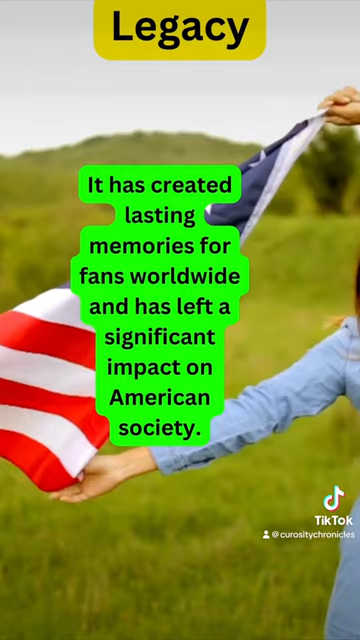 Legacy
It has created
lasting
memories for
fans worldwide
and has left a
significant
impact on
American
society.
TikTok
@curositychronicles